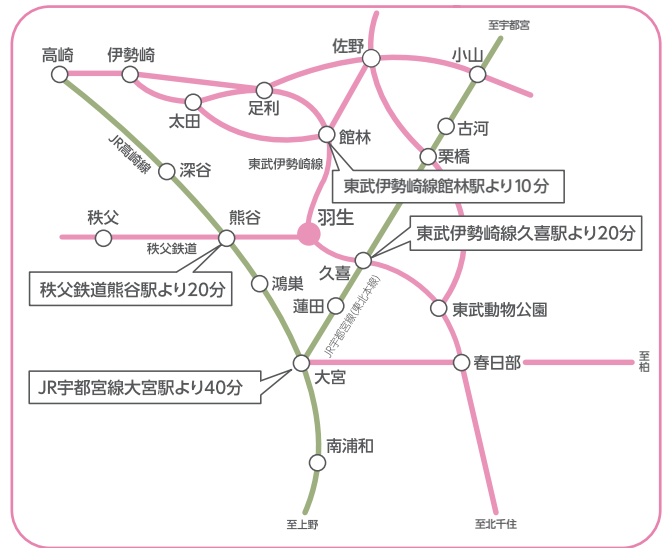 至宇都宮
佐野
高崎
伊勢崎
小山
足利
太田
古河
館林
JR高崎線
東武伊勢崎線
栗橋
深谷
東武伊勢崎線館林駅より10分
秩父
熊谷
羽生
東武伊勢崎線久喜駅より20分
秩父鉄道
久喜
秩父鉄道熊谷駅より20分
鴻巣
蓮田
JR宇都宮線(東北本線)
東武動物公園
至柏
春日部
大宮
JR宇都宮線大宮駅より40分
南浦和
至上野
至北千住